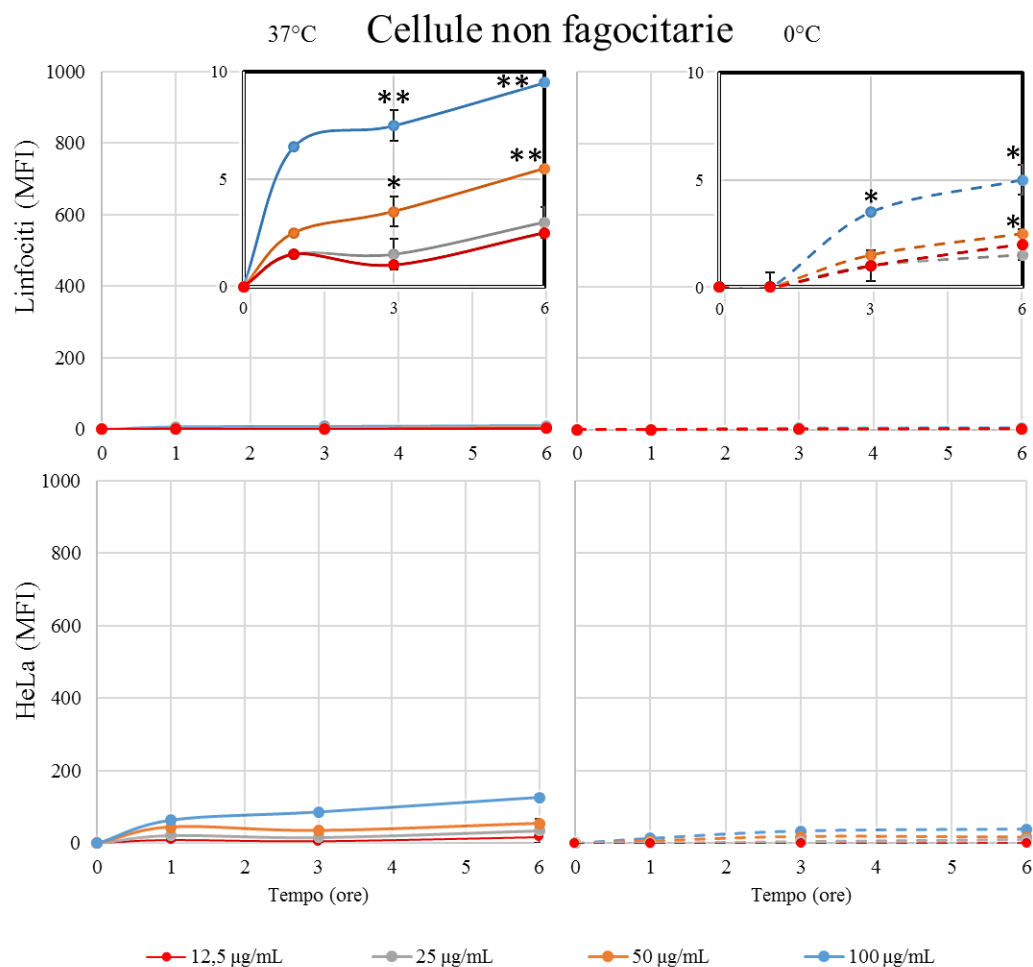 37°C Cellule non fagocitarie 0°C
Linfociti (MFI)
1000
800
600
400
200
0
0 1 2 3 4 5 6
10
5
0
0 3 6
**
**
*
**
0 1 2 3 4 5 6
10
5
0
0 3 6
*
*
*
HeLa (MFI)
1000
800
600
400
200
0
0 1 2 3 4 5 6
Tempo (ore)
0 1 2 3 4 5 6
Tempo (ore)
12,5 µg/mL 25 µg/mL 50 µg/mL 100 µg/mL